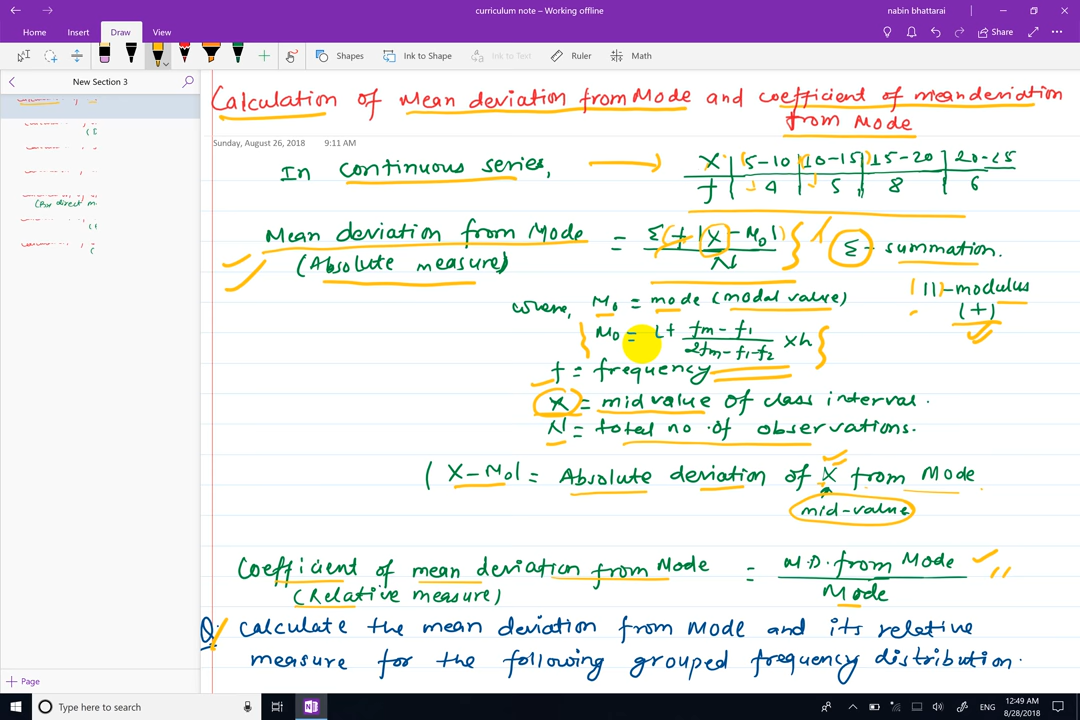 curriculum note – Working offline
nabin bhattarai
Home Insert Draw View
Share
Shapes Ink to Shape Ink to Text Ruler Math
New Section 3
Calculation of Mean deviation from Mode and coefficient of mean deviation
from Mode
Sunday, August 26, 2018 9:11 AM
In continuous series,
X 5-10 10-15 15-20 20-25
f 4 5 8 6
Mean deviation from Mode = Σ f |X - M₀| / N
(Absolute measure)
Σ - summation.
| | - modulus
(+)
where, M₀ = mode (modal value)
M₀ = l + (fm - f1) / (2fm - f1 - f2) × h
f = frequency
X = mid value of class interval.
N = total no. of observations.
|X - M₀| = Absolute deviation of X from Mode
mid-value
Coefficient of mean deviation from Mode = M.D. from Mode / Mode
(Relative measure)
Q. Calculate the mean deviation from Mode and its relative
measure for the following grouped frequency distribution.
Page
Type here to search
ENG
12:49 AM
8/28/2018